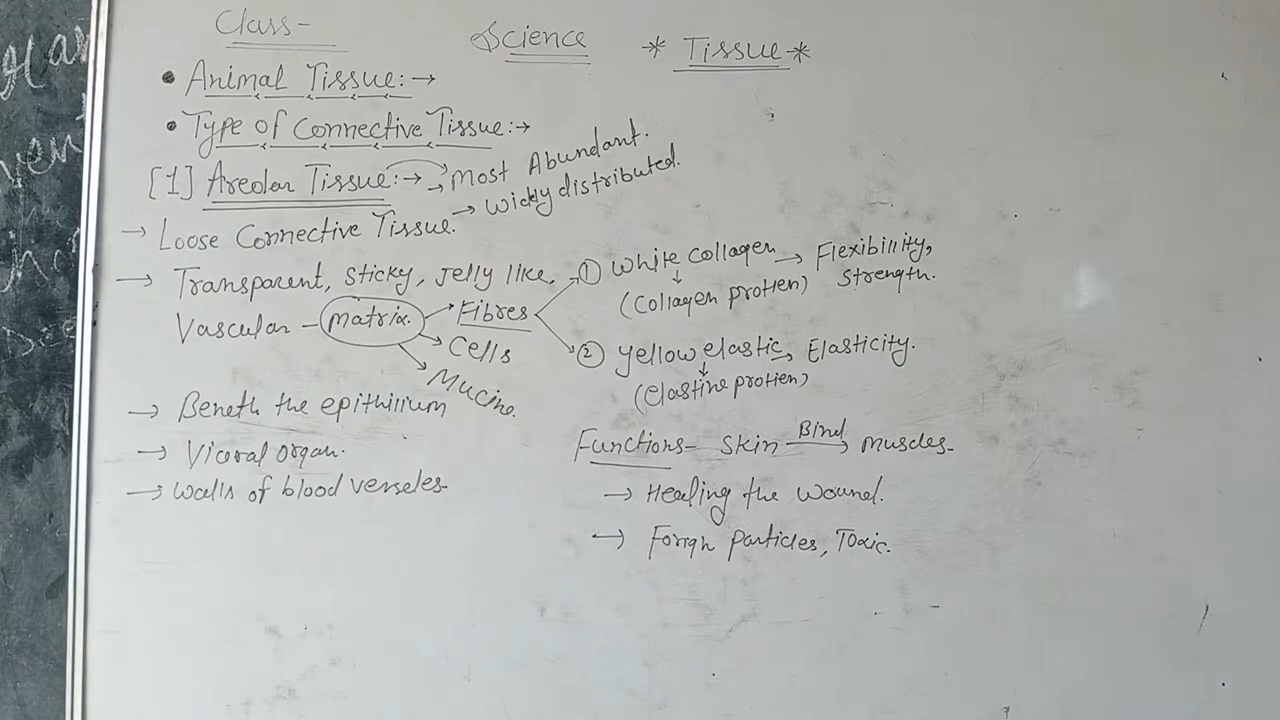 Class-
Science * Tissue *
• Animal Tissue:→
• Type of Connective Tissue:→
[1] Areolar Tissue:→ → Most Abundant.
→ Widely distributed.
→ Loose Connective Tissue.
→ Transparent, Sticky, Jelly like,
Vascular - Matrix. → Fibres
→ Cells
→ Mucine.
→ ① White collagen → Flexibility,
(Collagen protien) Strength.
→ ② yellow elastic → Elasticity.
(Elastine protien)
→ Beneth the epithilium
→ Viceral organ.
→ Walls of blood verseles-
Functions- Skin Bind → muscles-
→ Healing the wound.
→ Forigh Particles, Toxic.